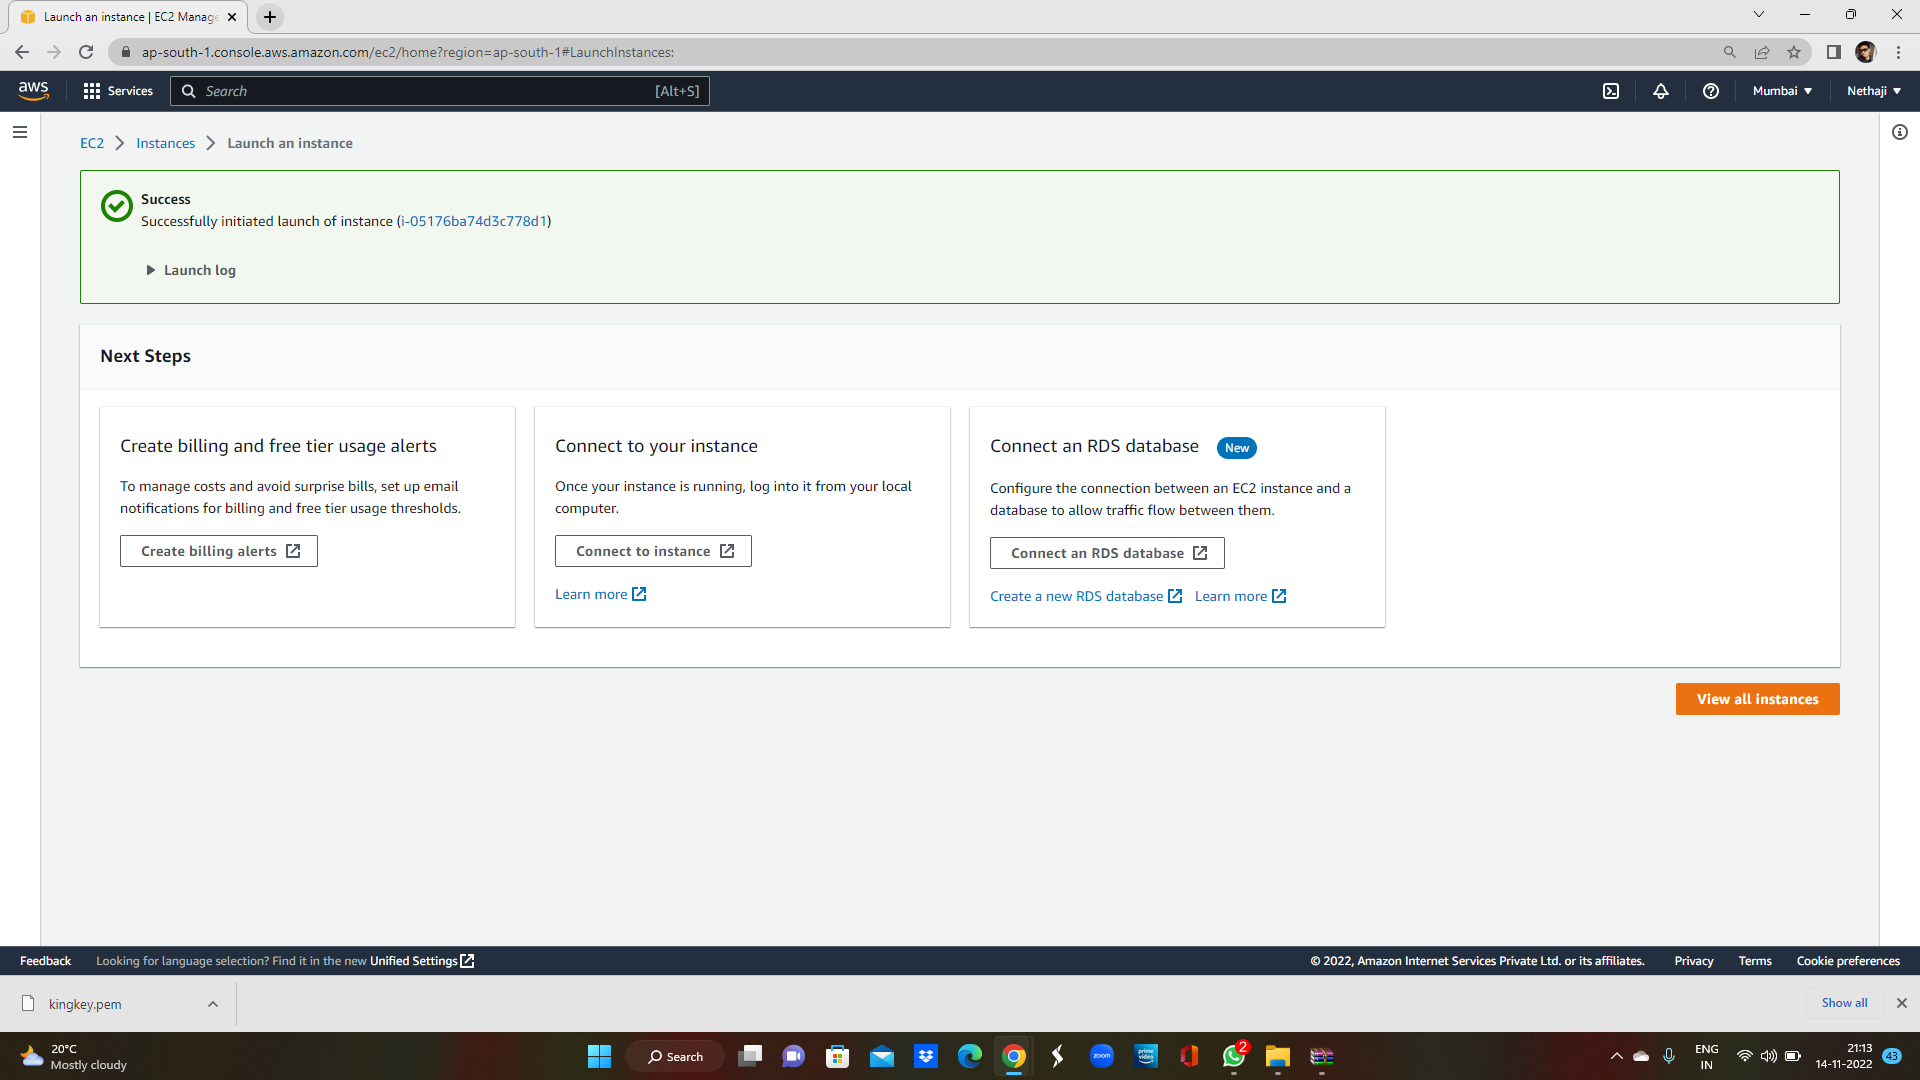 Launch an instance | EC2 Manage
ap-south-1.console.aws.amazon.com/ec2/home?region=ap-south-1#LaunchInstances:
aws
Services
Search
[Alt+S]
Mumbai
Nethaji
EC2
Instances
Launch an instance
Success
Successfully initiated launch of instance (i-05176ba74d3c778d1)
Launch log
Next Steps
Create billing and free tier usage alerts
To manage costs and avoid surprise bills, set up email
notifications for billing and free tier usage thresholds.
Create billing alerts
Connect to your instance
Once your instance is running, log into it from your local
computer.
Connect to instance
Learn more
Connect an RDS database
New
Configure the connection between an EC2 instance and a
database to allow traffic flow between them.
Connect an RDS database
Create a new RDS database
Learn more
View all instances
Feedback
Looking for language selection? Find it in the new Unified Settings
© 2022, Amazon Internet Services Private Ltd. or its affiliates.
Privacy
Terms
Cookie preferences
kingkey.pem
Show all
20°C
Mostly cloudy
Search
zoom
prime
video
2
ENG
IN
21:13
14-11-2022
43